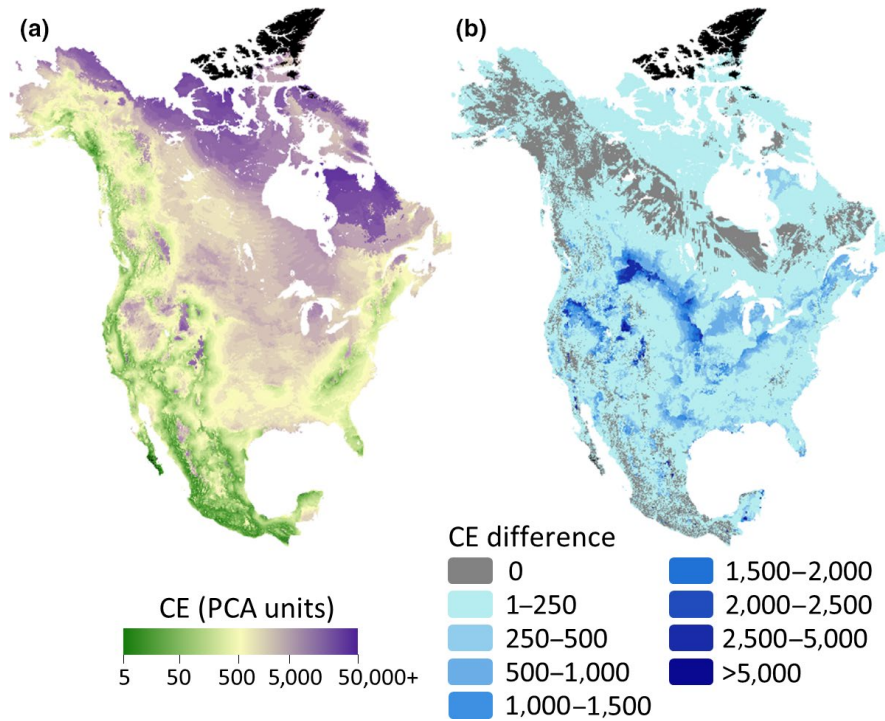 (a)
(b)
CE (PCA units)
5 50 500 5,000 50,000+
CE difference
0
1–250
250–500
500–1,000
1,000–1,500
1,500–2,000
2,000–2,500
2,500–5,000
>5,000